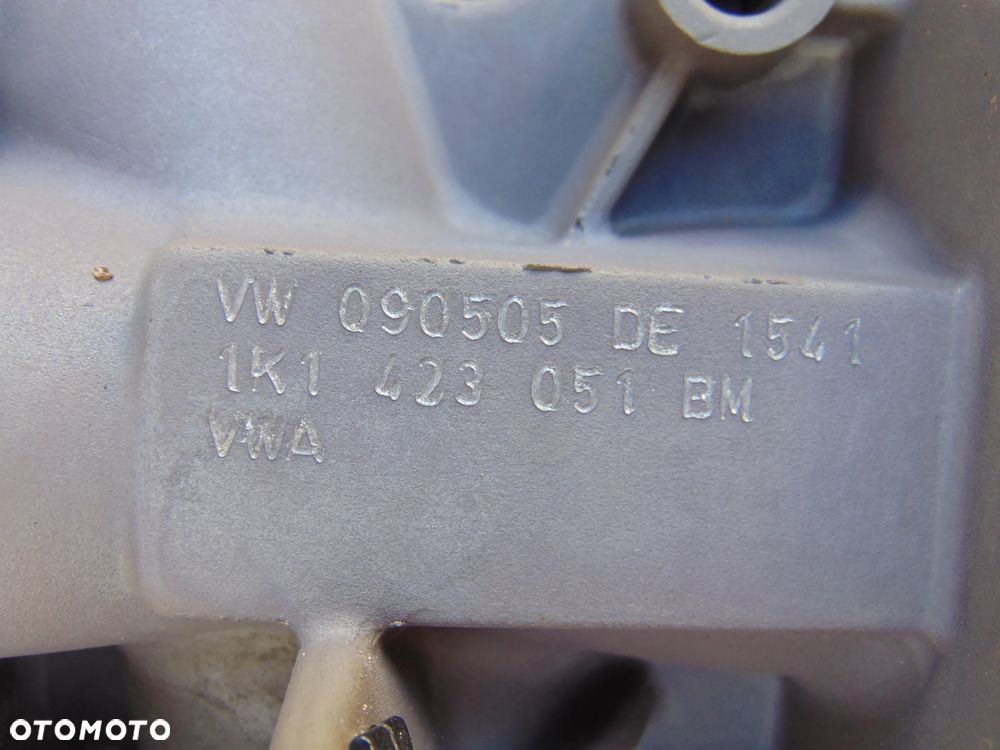 VW 090505 DE 1541
1K1 423 051 BM
VWA
OTOMOTO